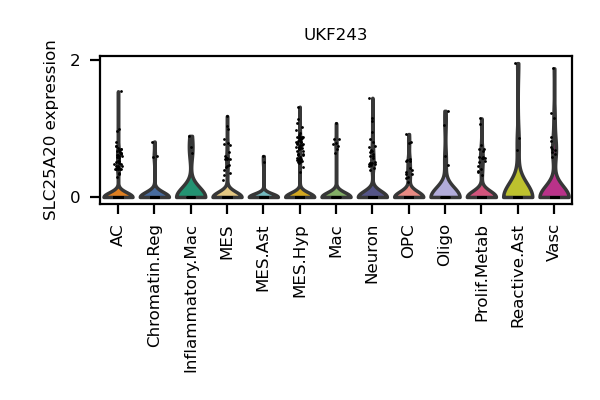 UKF243
SLC25A20 expression
2
0
AC
Chromatin.Reg
Inflammatory.Mac
MES
MES.Ast
MES.Hyp
Mac
Neuron
OPC
Oligo
Prolif.Metab
Reactive.Ast
Vasc